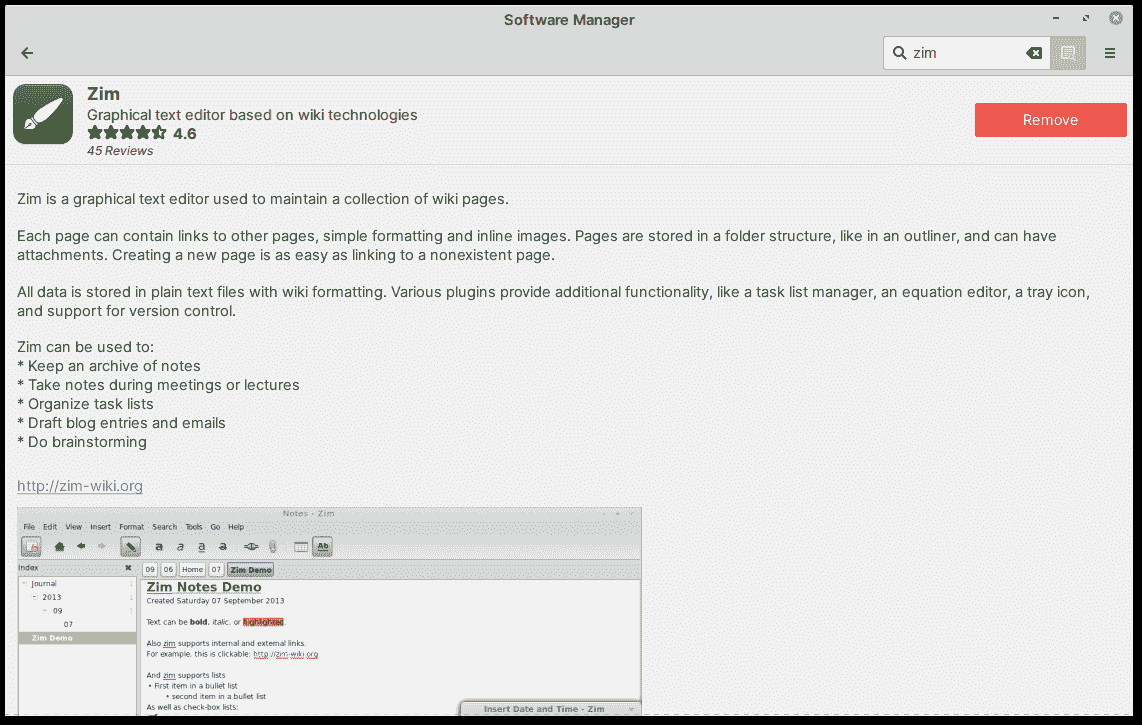 Software Manager
zim
Zim
Graphical text editor based on wiki technologies
4.6
45 Reviews
Remove
Zim is a graphical text editor used to maintain a collection of wiki pages.
Each page can contain links to other pages, simple formatting and inline images. Pages are stored in a folder structure, like in an outliner, and can have
attachments. Creating a new page is as easy as linking to a nonexistent page.
All data is stored in plain text files with wiki formatting. Various plugins provide additional functionality, like a task list manager, an equation editor, a tray icon,
and support for version control.
Zim can be used to:
* Keep an archive of notes
* Take notes during meetings or lectures
* Organize task lists
* Draft blog entries and emails
* Do brainstorming
http://zim-wiki.org
Notes - Zim
File Edit View Insert Format Search Tools Go Help
a a a a Ab
Index
09 06 Home 07 Zim Demo
Journal
2013
09
07
Zim Demo
Zim Notes Demo
Created Saturday 07 September 2013
Text can be bold, italic, or highlighted.
Also zim supports internal and external links.
For example, this is clickable: http://zim-wiki.org
And zim supports lists
• First item in a bullet list
• second item in a bullet list
As well as check-box lists:
Insert Date and Time - Zim